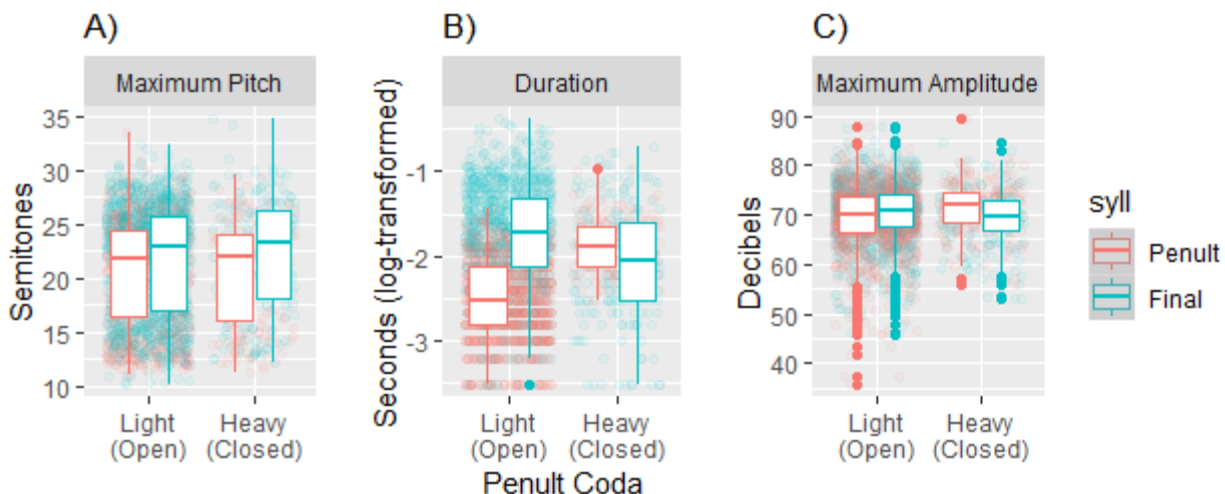 A)
B)
C)
Maximum Pitch
Duration
Maximum Amplitude
Semitones
35
30
25
20
15
10
Seconds (log-transformed)
-1
-2
-3
Decibels
90
80
70
60
50
40
Light
(Open)
Heavy
(Closed)
Light
(Open)
Heavy
(Closed)
Light
(Open)
Heavy
(Closed)
Penult Coda
syll
Penult
Final